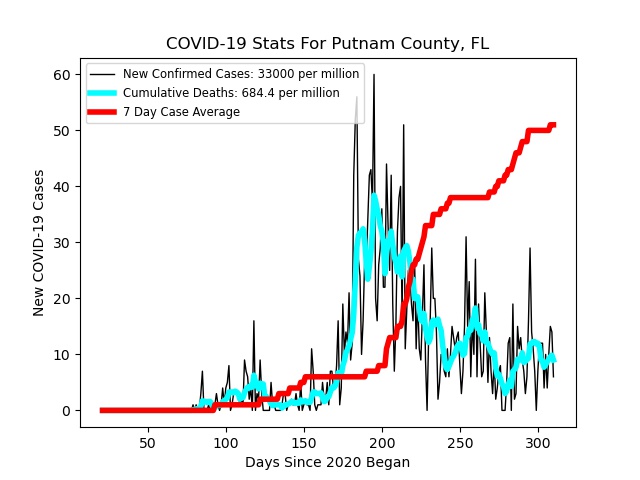 COVID-19 Stats For Putnam County, FL
New Confirmed Cases: 33000 per million
Cumulative Deaths: 684.4 per million
7 Day Case Average
New COVID-19 Cases
60
50
40
30
20
10
0
50 100 150 200 250 300
Days Since 2020 Began